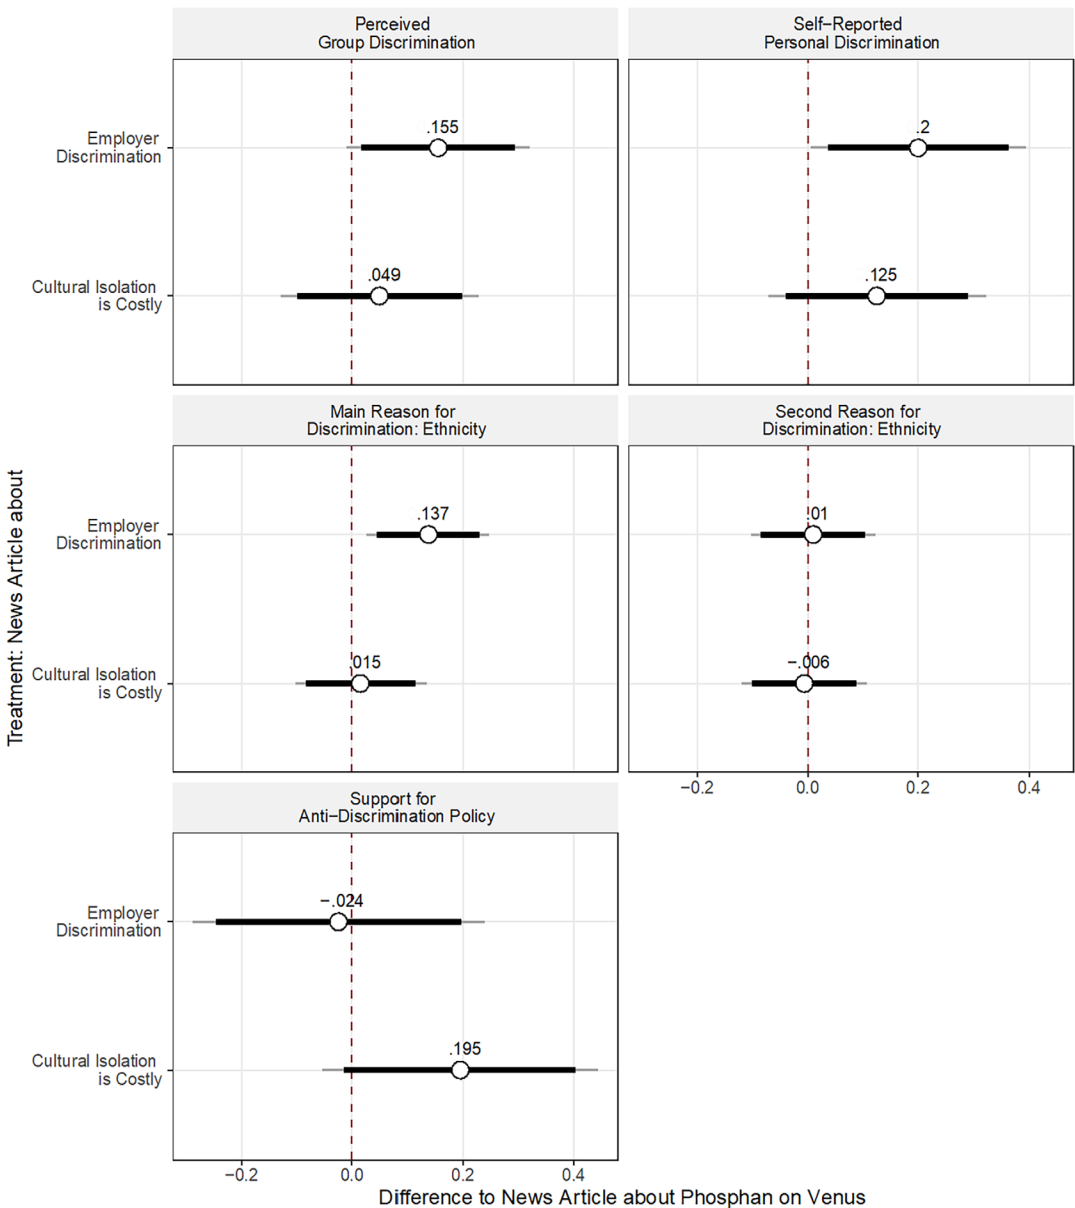 Perceived
Group Discrimination
Self−Reported
Personal Discrimination
Employer
Discrimination
.155
.2
Cultural Isolation
is Costly
.049
.125
Main Reason for
Discrimination: Ethnicity
Second Reason for
Discrimination: Ethnicity
Treatment: News Article about
Employer
Discrimination
.137
.01
Cultural Isolation
is Costly
.015
−.006
−0.2 0.0 0.2 0.4
Support for
Anti−Discrimination Policy
Employer
Discrimination
−.024
Cultural Isolation
is Costly
.195
−0.2 0.0 0.2 0.4
Difference to News Article about Phosphan on Venus